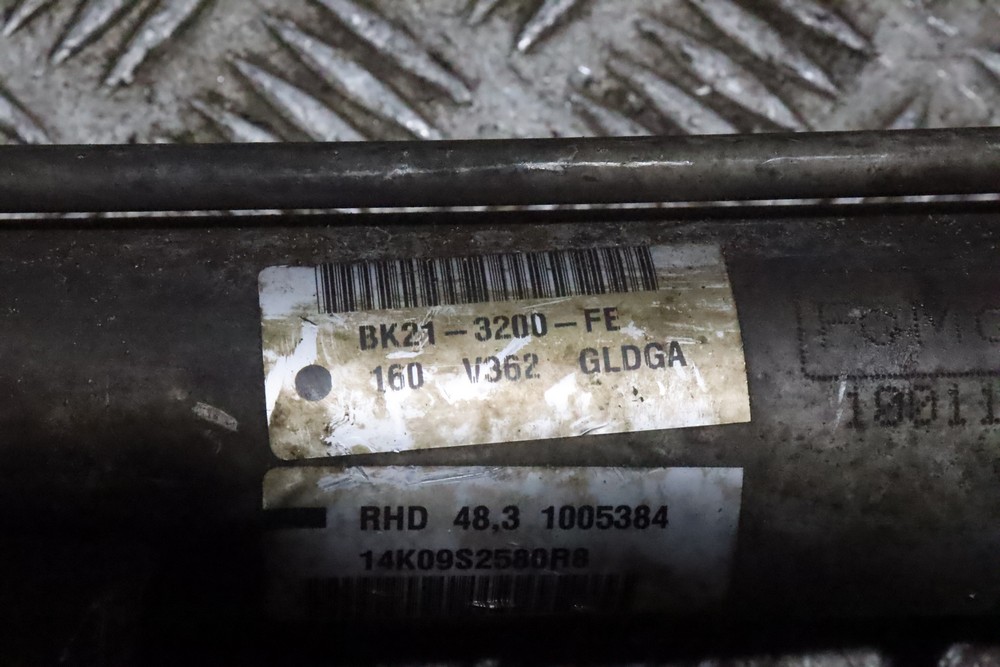 BK21-3200-FE
160 V362 GLDGA
RHD 48,3 1005384
14K09S2580R8